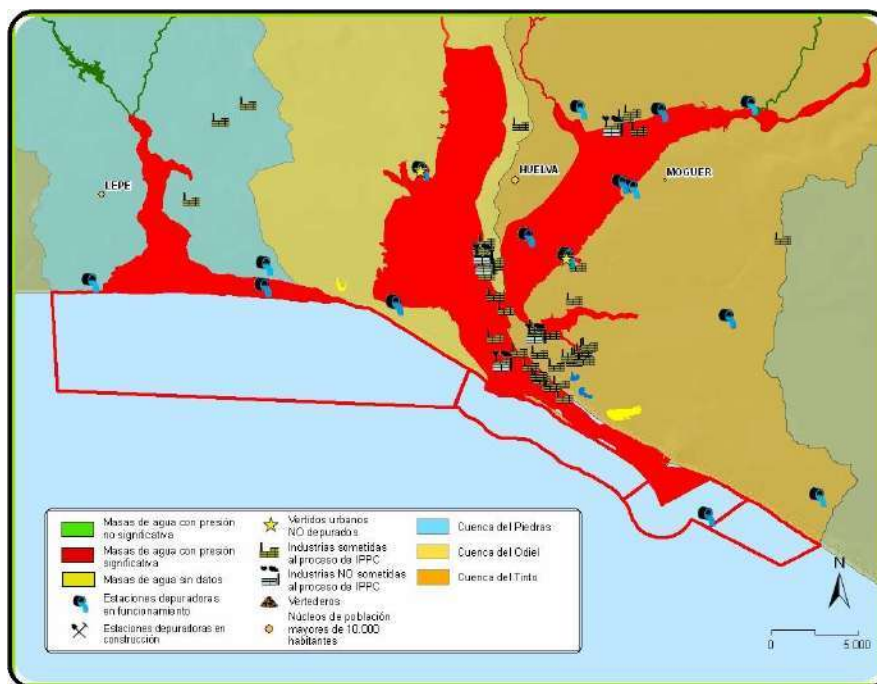 LEPE
HUELVA
MOGUER
Masas de agua con presión
no significativa
Masas de agua con presión
significativa
Masas de agua sin datos
Estaciones depuradoras
en funcionamiento
Estaciones depuradoras en
construcción
Vertidos urbanos
NO depurados
Industrias sometidas
al proceso de IPPC
Industrias NO sometidas
al proceso de IPPC
Vertederos
Núcleos de población
mayores de 10.000
habitantes
Cuenca del Piedras
Cuenca del Odiel
Cuenca del Tinto
N
0
5.000